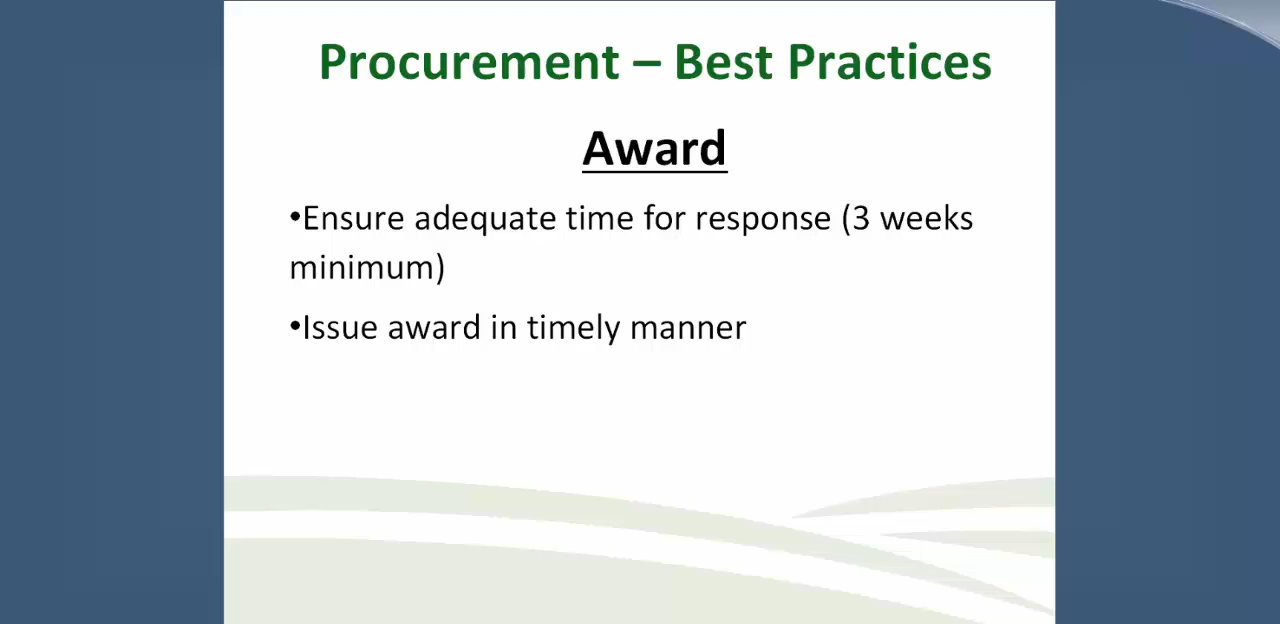 Procurement – Best Practices
Award
•Ensure adequate time for response (3 weeks
minimum)
•Issue award in timely manner